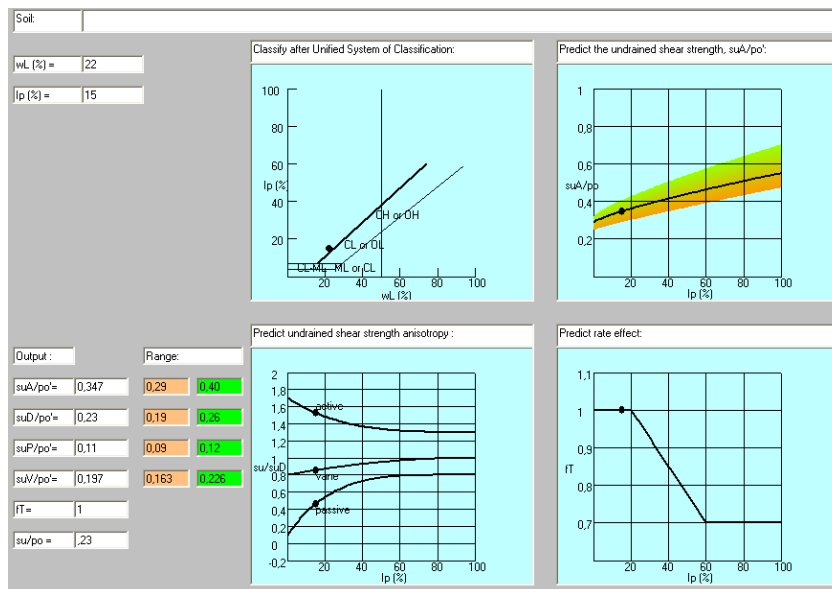 Soil:
wL (%) = 22
Ip (%) = 15
Classify after Unified System of Classification:
100
80
60
Ip (%)
40
20
CH or OH
CL or OL
CL-ML ML or CL
20 40 60 80 100
wL (%)
Predict the undrained shear strength, suA/po':
1
0,8
0,6
suA/po
0,4
0,2
20 40 60 80 100
Ip (%)
Output :
Range:
suA/po'= 0,347 0,29 0,40
suD/po'= 0,23 0,19 0,26
suP/po'= 0,11 0,09 0,12
suV/po'= 0,197 0,163 0,226
fT= 1
su/po = ,23
Predict undrained shear strength anisotropy :
2
1,8
1,6
active
1,4
1,2
1
su/suD
0,8
vane
0,6
0,4
passive
0,2
0
-0,2
20 40 60 80 100
Ip (%)
Predict rate effect:
1,1
1
0,9
fT
0,8
0,7
20 40 60 80 100
Ip (%)